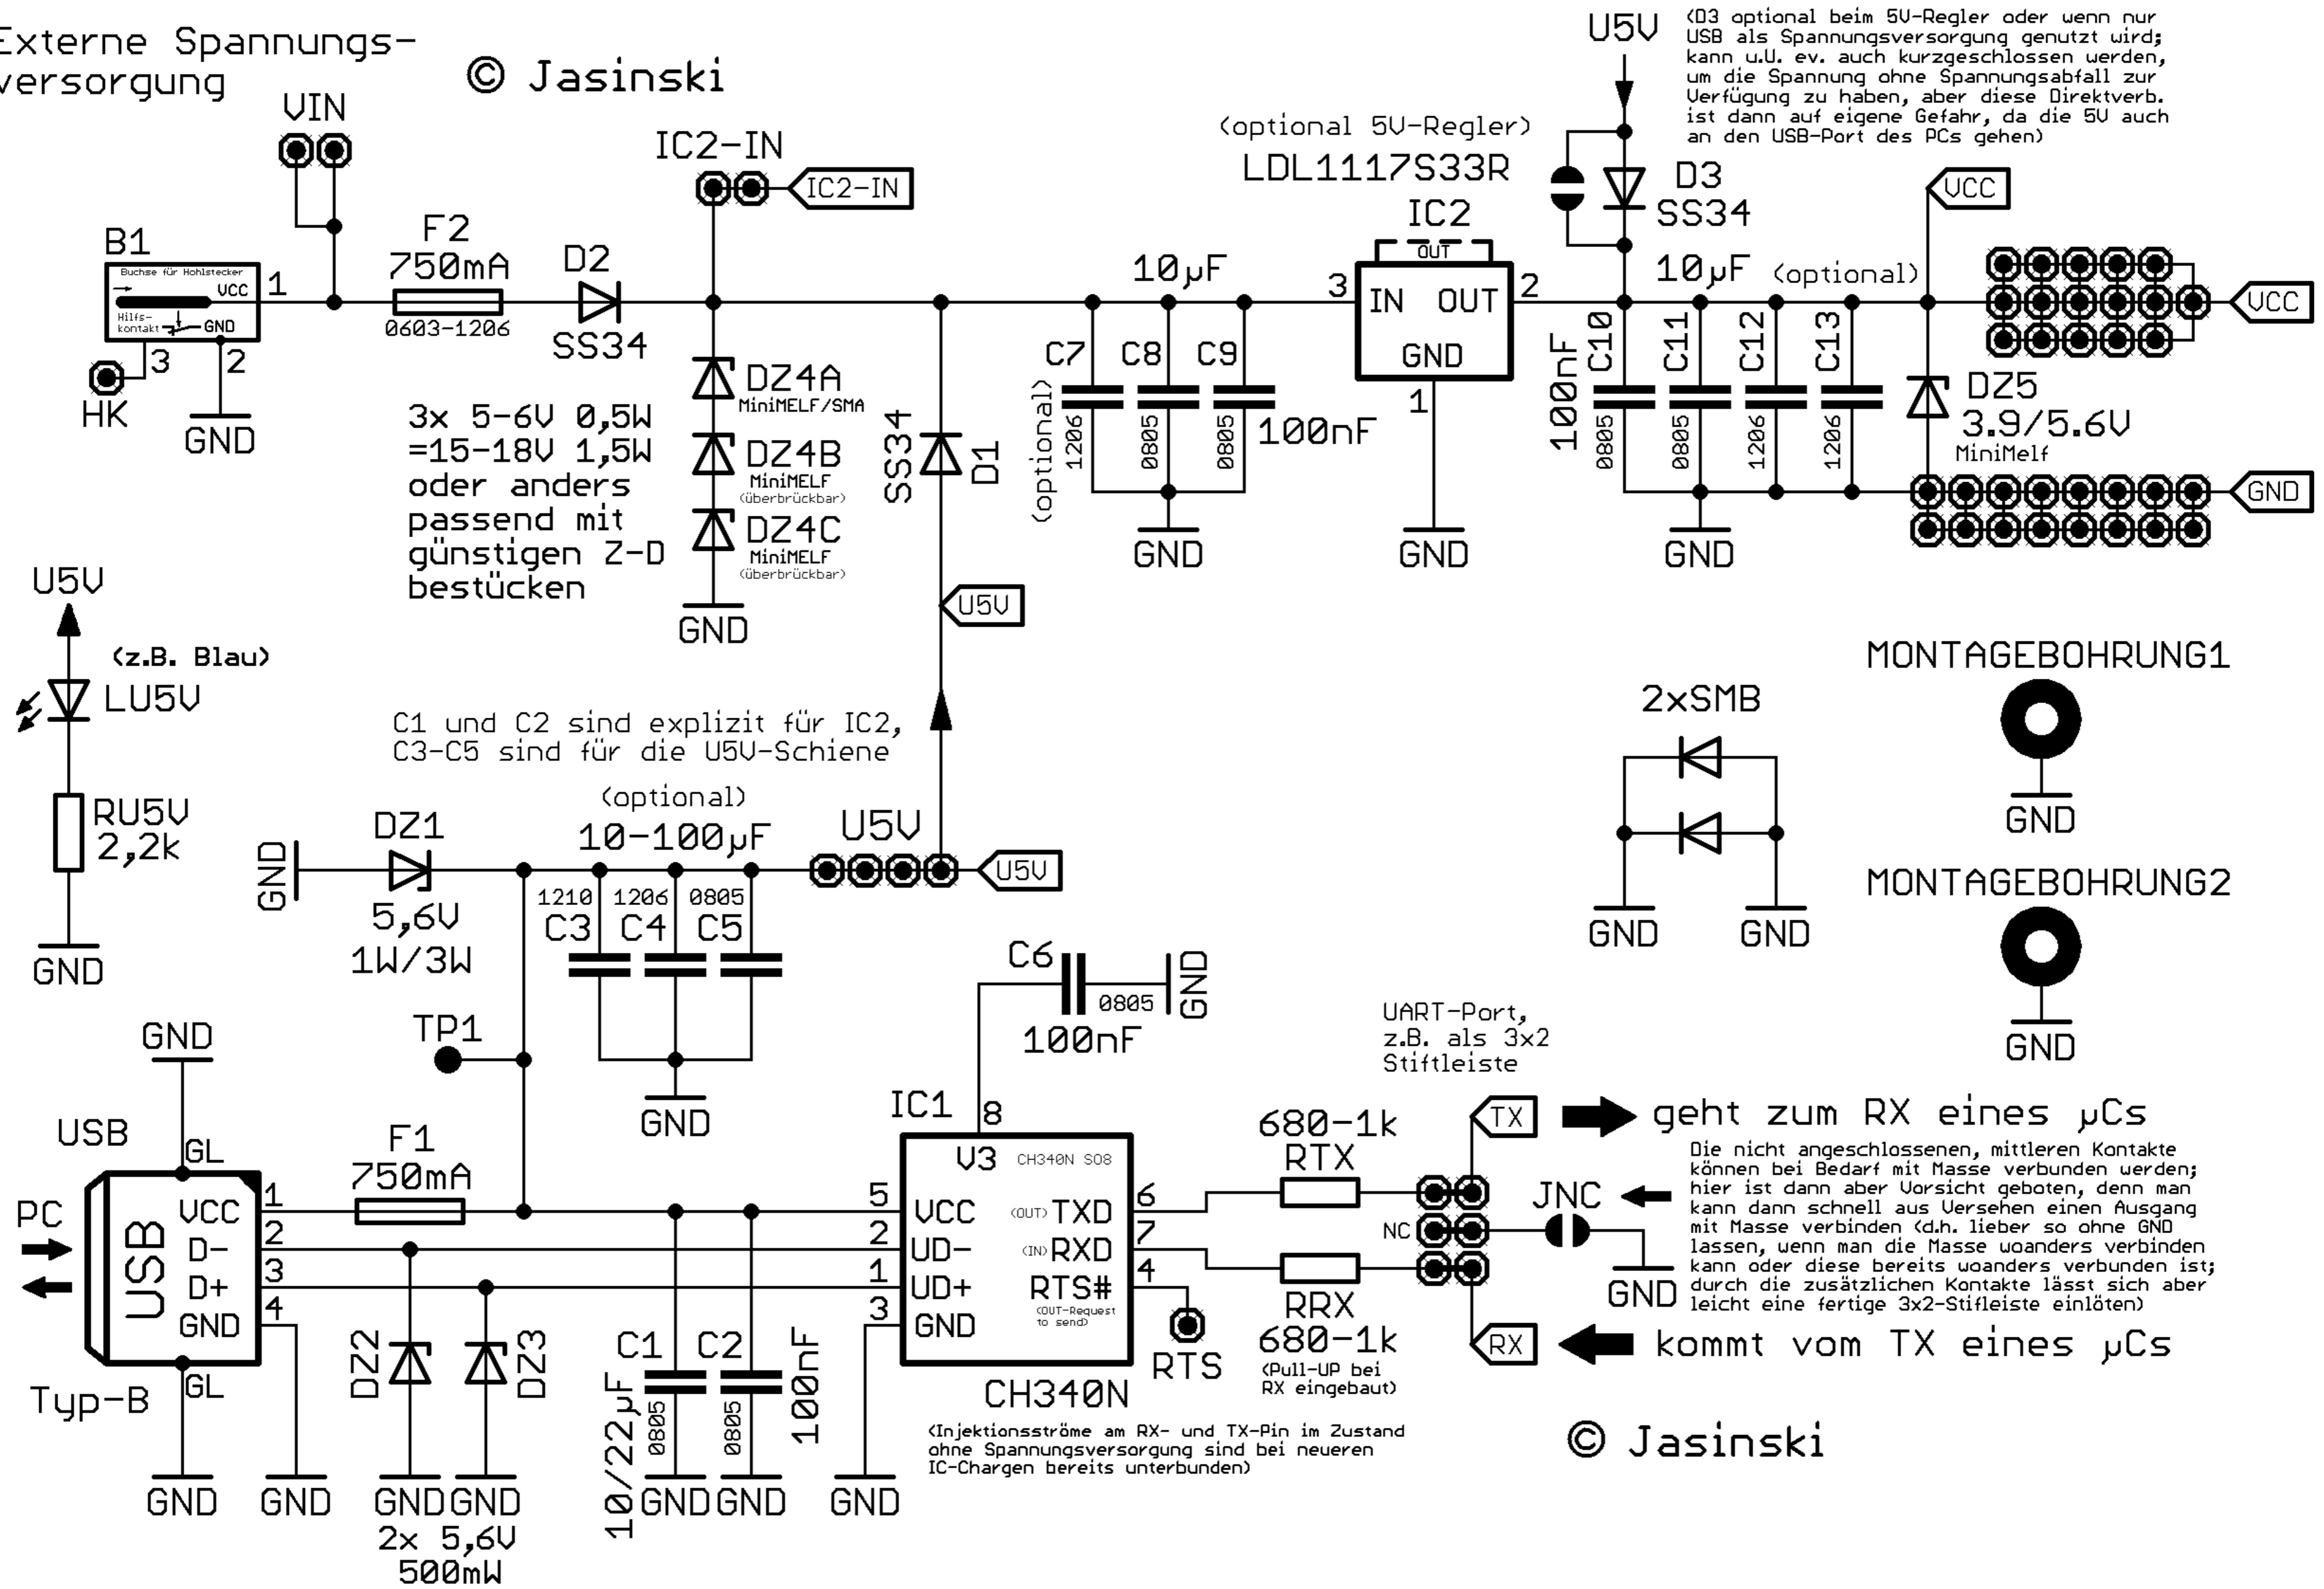 Externe Spannungs-
versorgung
© Jasinski
VIN
B1
Buchse für Hohlstecker
VCC
1
Hilfs-
kontakt
GND
3
2
HK
GND
F2
750mA
0603-1206
D2
SS34
IC2-IN
IC2-IN
3x 5-6V 0,5W
=15-18V 1,5W
oder anders
passend mit
günstigen Z-D
bestücken
DZ4A
MiniMELF/SMA
DZ4B
MiniMELF
(überbrückbar)
DZ4C
MiniMELF
(überbrückbar)
GND
SS34
D1
U5V
10µF
C7
C8
C9
(optional)
1206
0805
0805
100nF
GND
(optional 5V-Regler)
LDL1117S33R
IC2
OUT
3
IN
OUT
2
GND
1
GND
U5V
(D3 optional beim 5V-Regler oder wenn nur
USB als Spannungsversorgung genutzt wird;
kann u.U. ev. auch kurzgeschlossen werden,
um die Spannung ohne Spannungsabfall zur
Verfügung zu haben, aber diese Direktverb.
ist dann auf eigene Gefahr, da die 5V auch
an den USB-Port des PCs gehen)
D3
SS34
10µF
(optional)
100nF
C10
C11
C12
C13
0805
0805
1206
1206
GND
VCC
VCC
DZ5
3.9/5.6V
MiniMelf
GND
U5V
(z.B. Blau)
LU5V
RU5V
2,2k
GND
C1 und C2 sind explizit für IC2,
C3-C5 sind für die U5V-Schiene
(optional)
10-100µF
U5V
U5V
GND
DZ1
5,6V
1W/3W
1210
1206
0805
C3
C4
C5
GND
TP1
2xSMB
GND
GND
MONTAGEBOHRUNG1
GND
MONTAGEBOHRUNG2
GND
GND
USB
GL
PC
USB
VCC
1
D-
2
D+
3
GND
4
GL
Typ-B
GND
GND
F1
750mA
DZ2
DZ3
GND
GND
2x 5,6V
500mW
C1
C2
10/22µF
0805
0805
100nF
GND
GND
C6
0805
100nF
GND
IC1
8
V3
CH340N SO8
5
VCC
(OUT)
TXD
6
2
UD-
(IN)
RXD
7
1
UD+
RTS#
4
3
GND
(OUT-Request
to send)
CH340N
GND
RTS
(Injektionsströme am RX- und TX-Pin im Zustand
ohne Spannungsversorgung sind bei neueren
IC-Chargen bereits unterbunden)
680-1k
RTX
RRX
680-1k
(Pull-UP bei
RX eingebaut)
UART-Port,
z.B. als 3x2
Stiftleiste
TX
geht zum RX eines µCs
NC
JNC
GND
Die nicht angeschlossenen, mittleren Kontakte
können bei Bedarf mit Masse verbunden werden;
hier ist dann aber Vorsicht geboten, denn man
kann dann schnell aus Versehen einen Ausgang
mit Masse verbinden (d.h. lieber so ohne GND
lassen, wenn man die Masse woanders verbinden
kann oder diese bereits woanders verbunden ist;
durch die zusätzlichen Kontakte lässt sich aber
leicht eine fertige 3x2-Stifleiste einlöten)
RX
kommt vom TX eines µCs
© Jasinski